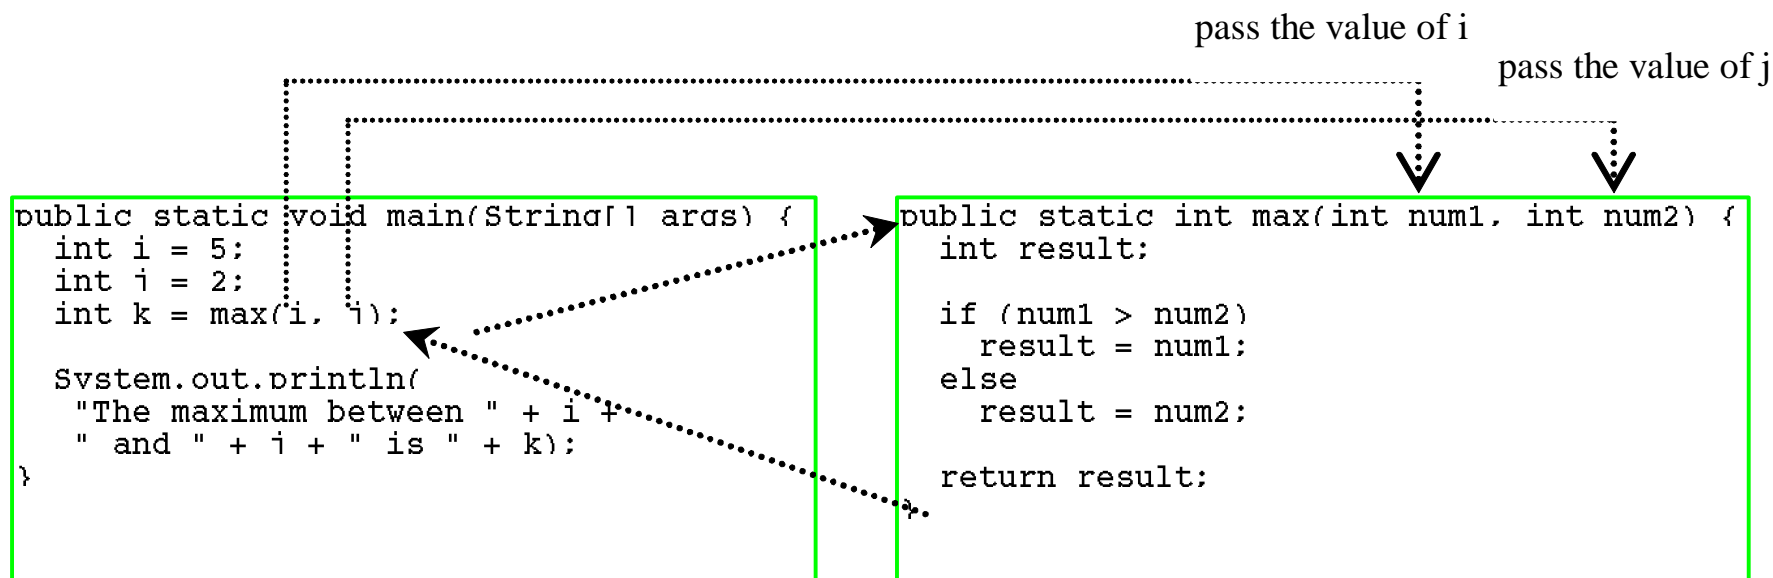 pass the value of i
pass the value of j
public static void main(String[] args) {
  int i = 5;
  int j = 2;
  int k = max(i, j);

  System.out.println(
   "The maximum between " + i +
   " and " + j + " is " + k);
}
public static int max(int num1, int num2) {
  int result;

  if (num1 > num2)
    result = num1;
  else
    result = num2;

  return result;
}